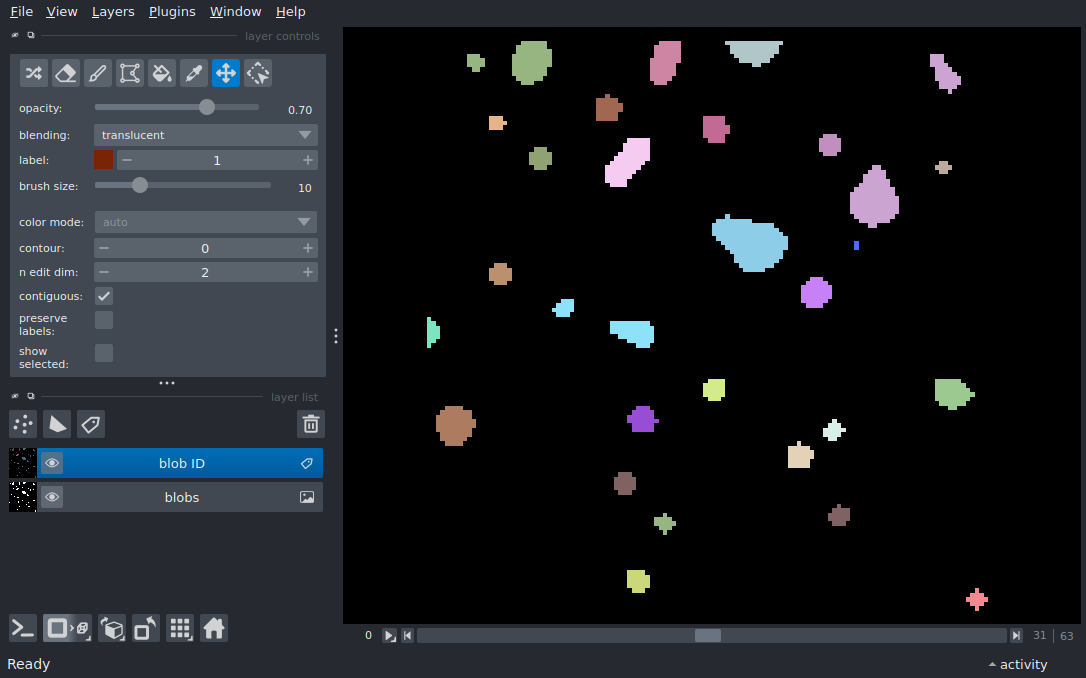 File View Layers Plugins Window Help
layer controls
opacity: 0.70
blending: translucent
label: 1
brush size: 10
color mode: auto
contour: 0
n edit dim: 2
contiguous:
preserve
labels:
show
selected:
layer list
blob ID
blobs
0 31 63
Ready activity